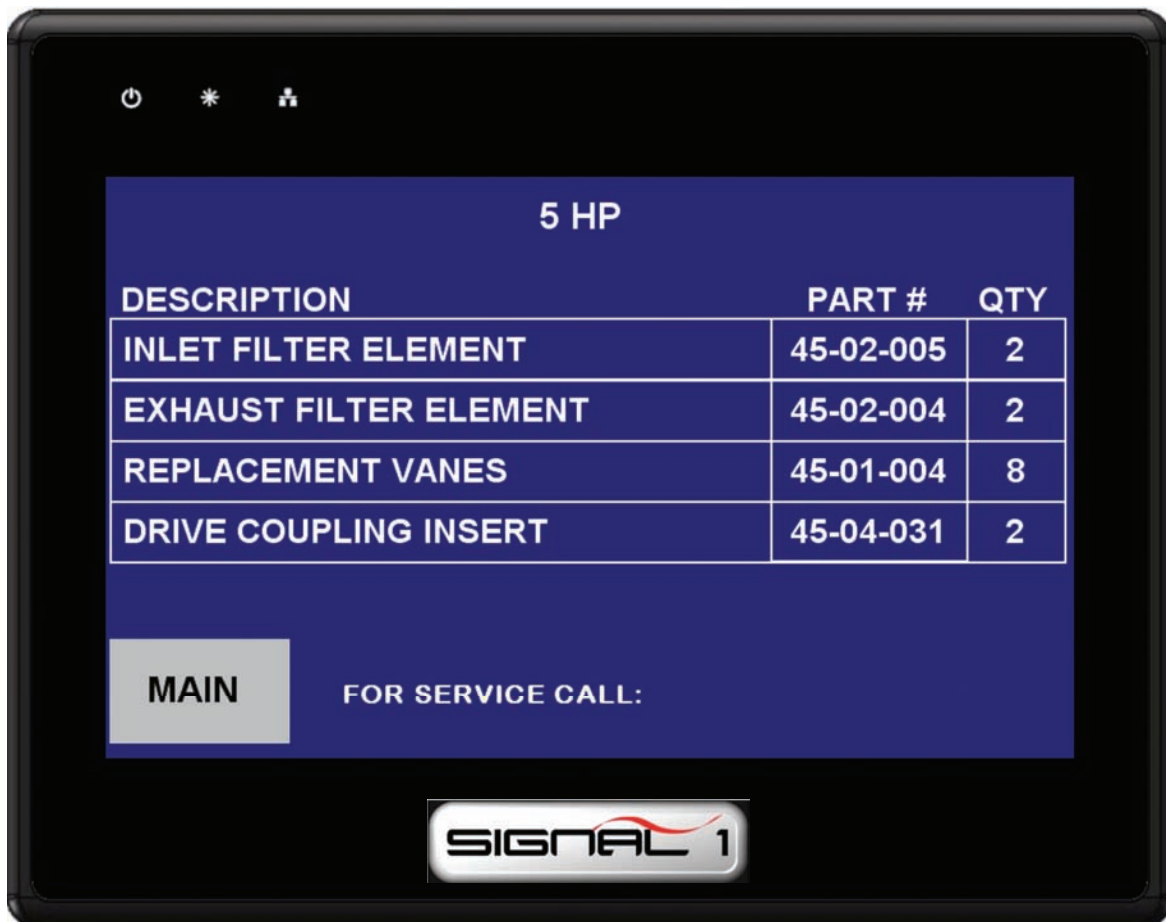 5 HP
DESCRIPTION PART # QTY
INLET FILTER ELEMENT 45-02-005 2
EXHAUST FILTER ELEMENT 45-02-004 2
REPLACEMENT VANES 45-01-004 8
DRIVE COUPLING INSERT 45-04-031 2
MAIN FOR SERVICE CALL:
SIGNAL 1